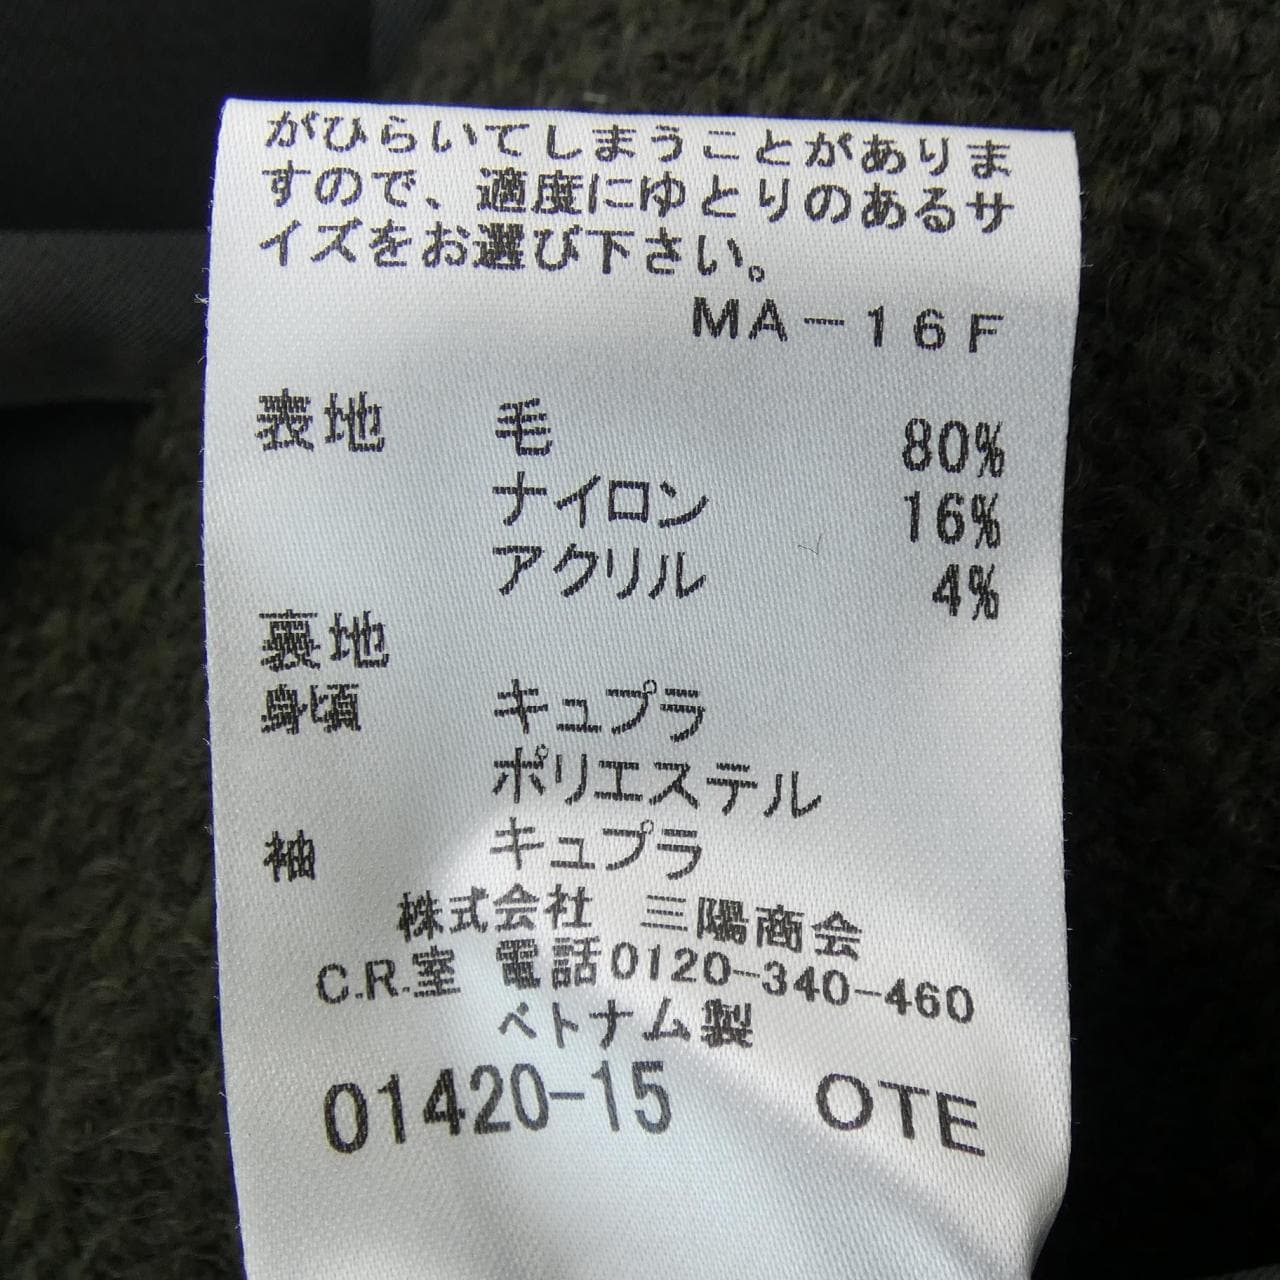 がひらいてしまうことがありま
すので、適度にゆとりのあるサ
イズをお選び下さい。
MA-16F
表地 毛 80%
ナイロン 16%
アクリル 4%
裏地
身頃 キュプラ
ポリエステル
袖 キュプラ
株式会社 三陽商会
C.R.室 電話0120-340-460
ベトナム製
01420-15 OTE